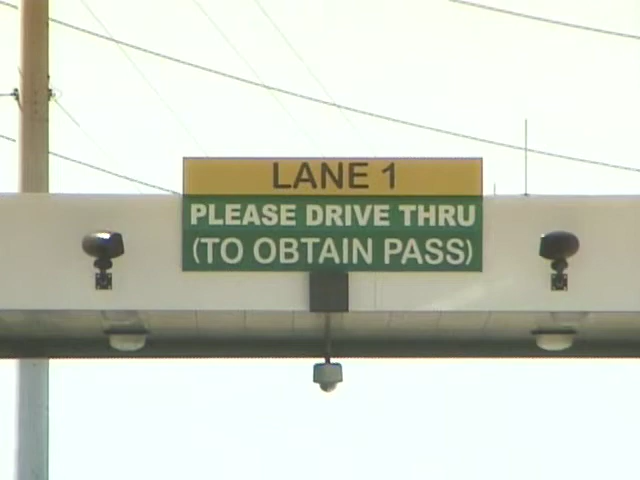 LANE 1
PLEASE DRIVE THRU
(TO OBTAIN PASS)